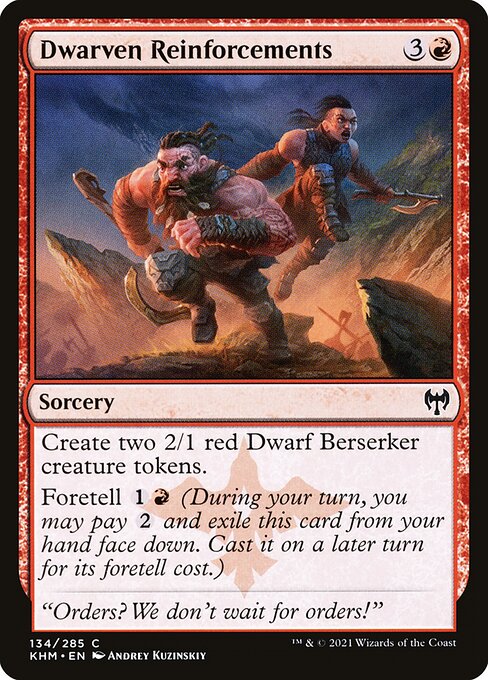 Dwarven Reinforcements 3
Sorcery
Create two 2/1 red Dwarf Berserker
creature tokens.
Foretell 1 (During your turn, you
may pay 2 and exile this card from your
hand face down. Cast it on a later turn
for its foretell cost.)
“Orders? We don’t wait for orders!”
134/285 C
KHM • EN Andrey Kuzinskiy ™ & © 2021 Wizards of the Coast